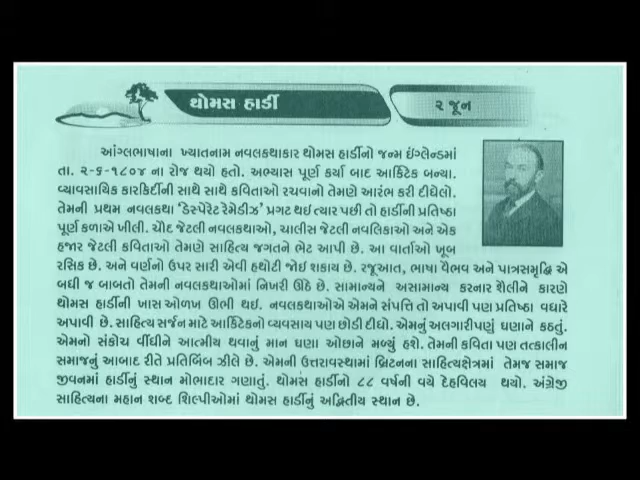 થોમસ હાર્ડી
૨ જૂન
આંગ્લભાષાના ખ્યાતનામ નવલકથાકાર થોમસ હાર્ડીનો જન્મ ઈંગ્લેન્ડમાં
તા. ૨-૬-૧૮૦૪ ના રોજ થયો હતો. અભ્યાસ પૂર્ણ કર્યા બાદ આર્કિટેક બન્યા.
વ્યાવસાયિક કારકિર્દીની સાથે સાથે કવિતાઓ રચવાનો તેમણે આરંભ કરી દીધેલો.
તેમની પ્રથમ નવલકથા ‘ડેસ્પેરેટ રેમેડીઝ’ પ્રગટ થઈ ત્યાર પછી તો હાર્ડીની પ્રતિષ્ઠા
પૂર્ણ કળાએ ખીલી. ચૌદ જેટલી નવલકથાઓ, ચાલીસ જેટલી નવલિકાઓ અને એક
હજાર જેટલી કવિતાઓ તેમણે સાહિત્ય જગતને ભેટ આપી છે. આ વાર્તાઓ ખૂબ
રસિક છે. અને વર્ણનો ઉપર સારી એવી હથોટી જોઈ શકાય છે. રજૂઆત, ભાષા વૈભવ અને પાત્રસમૃદ્ધિ એ
બધી જ બાબતો તેમની નવલકથાઓમાં નિખરી ઊઠે છે. સામાન્યને અસામાન્ય કરનાર શૈલીને કારણે
થોમસ હાર્ડીની ખાસ ઓળખ ઊભી થઈ. નવલકથાઓએ એમને સંપત્તિ તો અપાવી પણ પ્રતિષ્ઠા વધારે
અપાવી છે. સાહિત્ય સર્જન માટે આર્કિટેકનો વ્યવસાય પણ છોડી દીધો. એમનું અલગારીપણું ઘણાને કઠતું.
એમનો સંકોચ વીંધીને આત્મીય થવાનું માન ઘણા ઓછાને મળ્યું હશે. તેમની કવિતા પણ તત્કાલીન
સમાજનું આબાદ રીતે પ્રતિબિંબ ઝીલે છે. એમની ઉત્તરાવસ્થામાં બ્રિટનના સાહિત્યક્ષેત્રમાં તેમજ સમાજ
જીવનમાં હાર્ડીનું સ્થાન મોભાદાર ગણાતું. થોમસ હાર્ડીનો ૮૮ વર્ષની વયે દેહવિલય થયો. અંગ્રેજી
સાહિત્યના મહાન શબ્દ શિલ્પીઓમાં થોમસ હાર્ડીનું અદ્વિતીય સ્થાન છે.